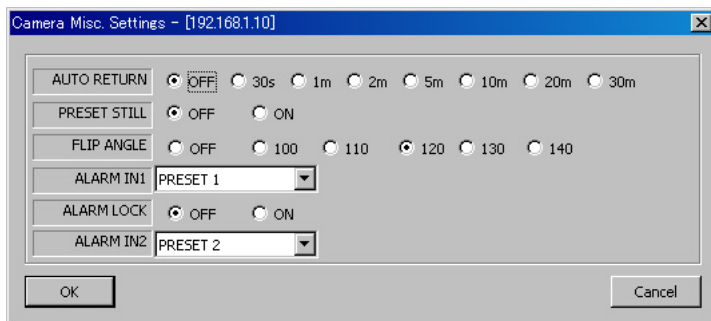 Camera Misc. Settings - [192.168.1.10]
AUTO RETURN OFF 30s 1m 2m 5m 10m 20m 30m
PRESET STILL OFF ON
FLIP ANGLE OFF 100 110 120 130 140
ALARM IN1 PRESET 1
ALARM LOCK OFF ON
ALARM IN2 PRESET 2
OK Cancel